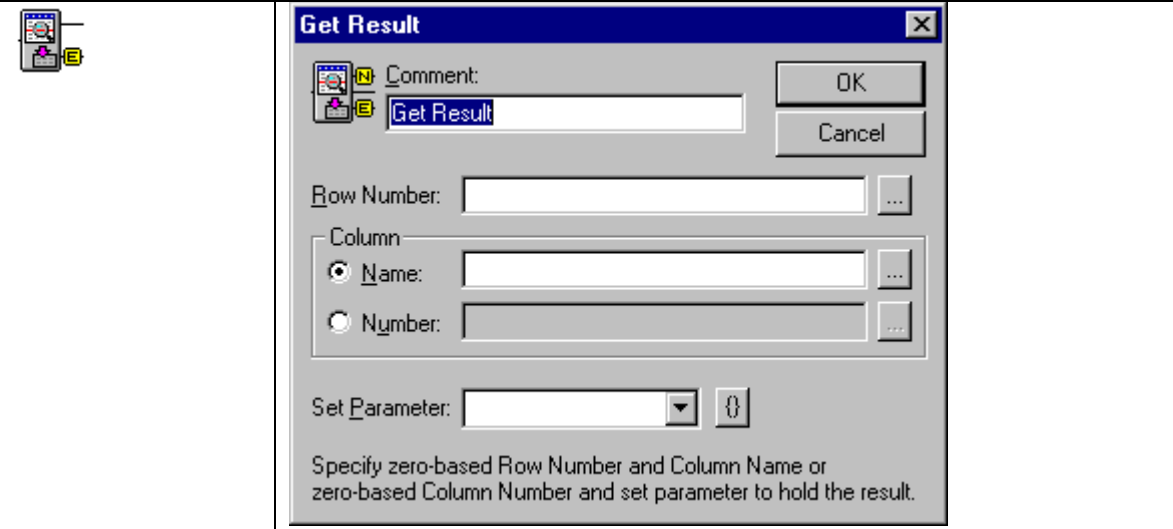 E
Get Result
N
E
Comment:
OK
Get Result
Cancel
Row Number:
...
Column
Name:
...
Number:
...
Set Parameter:
{}
Specify zero-based Row Number and Column Name or
zero-based Column Number and set parameter to hold the result.